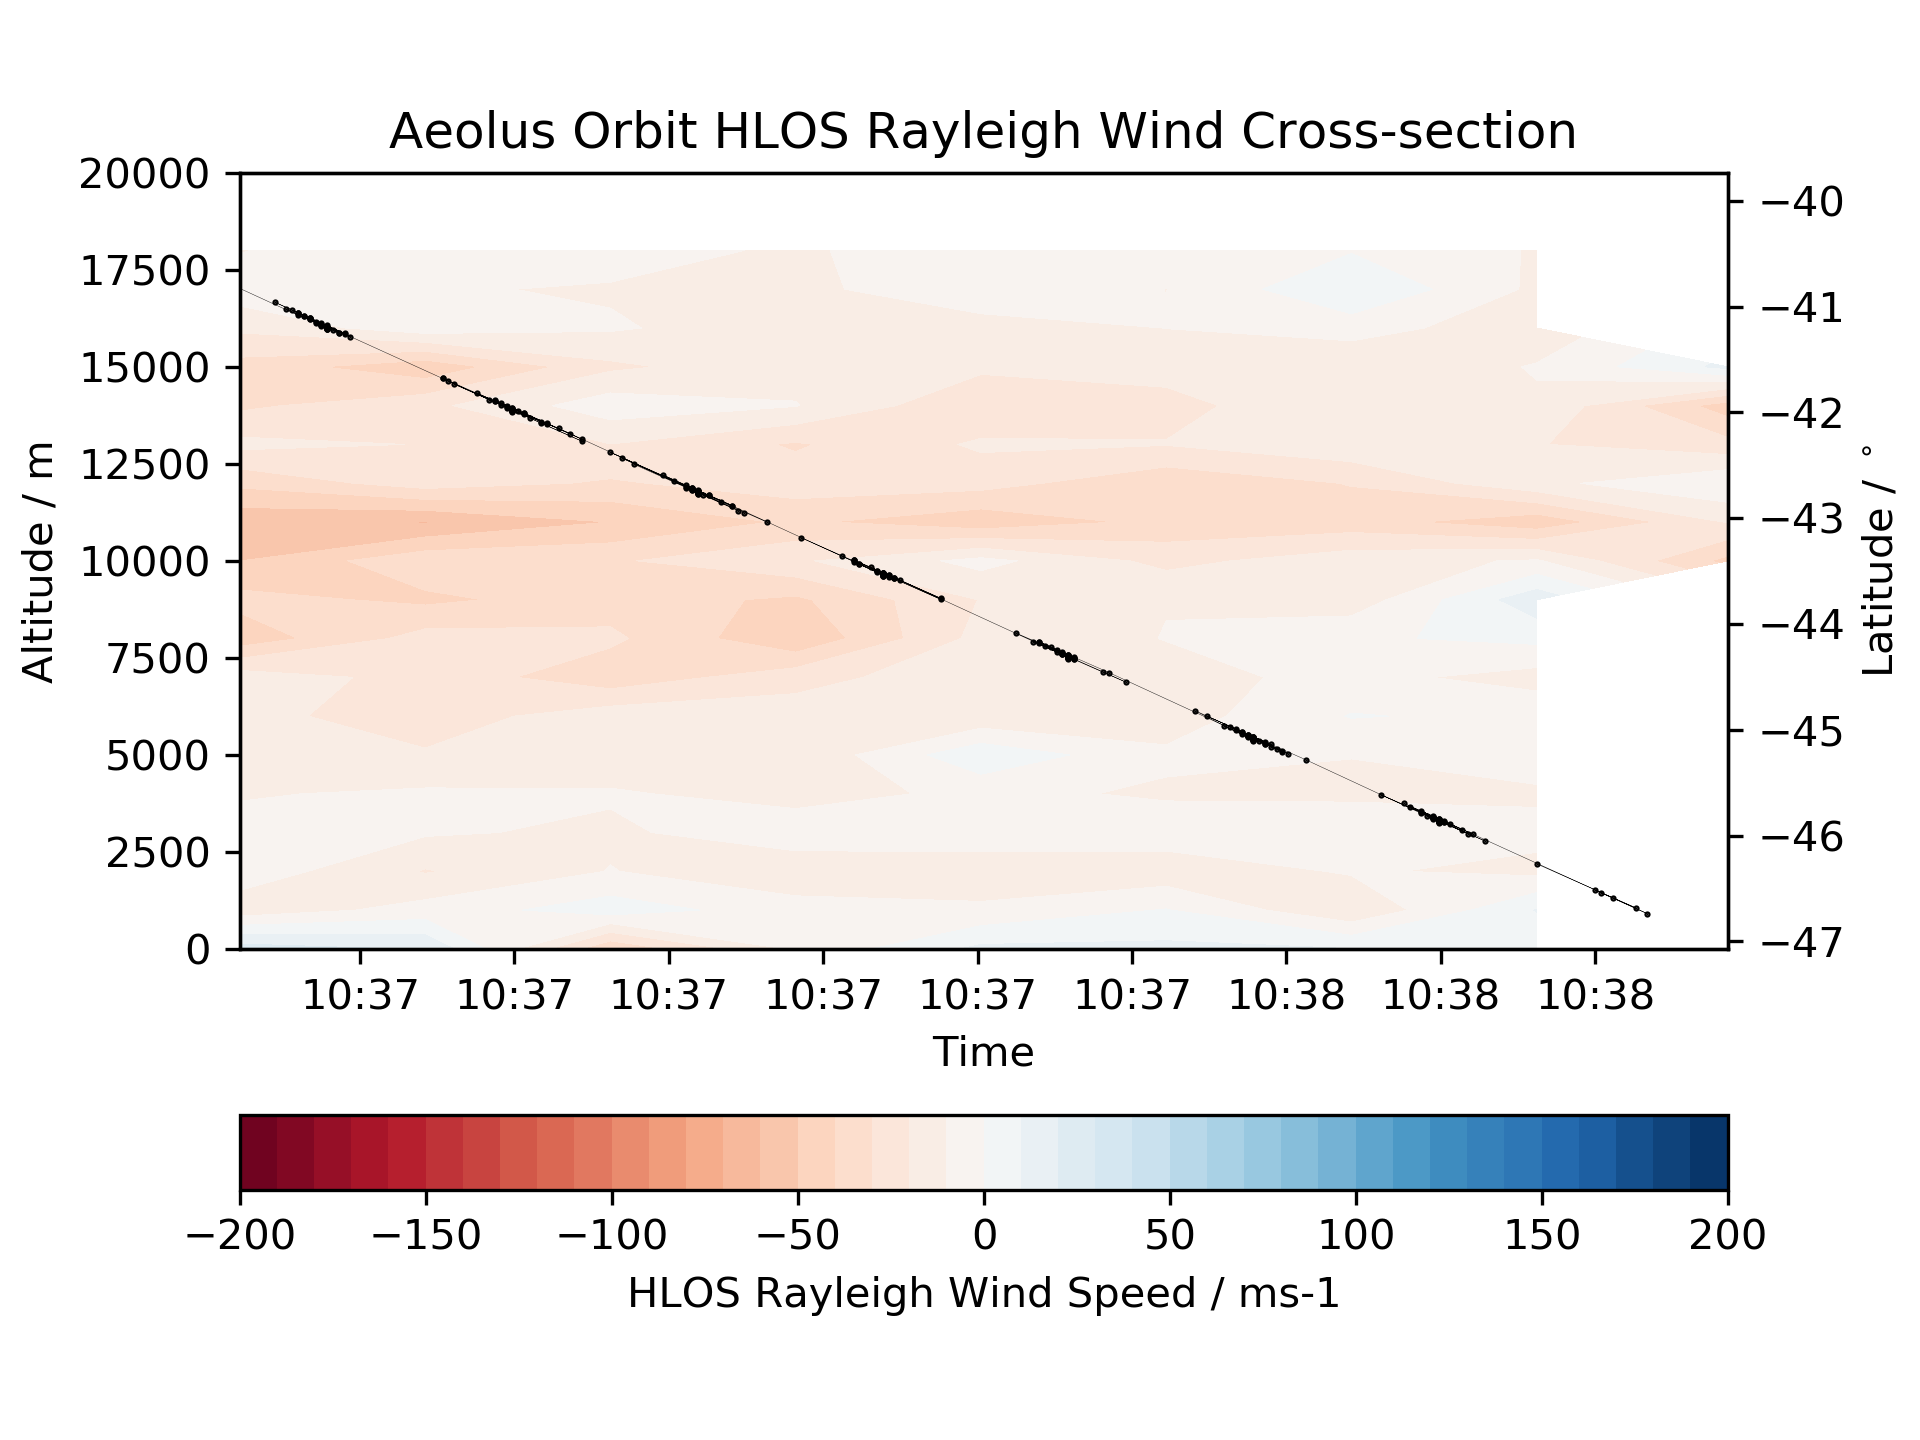 Aeolus Orbit HLOS Rayleigh Wind Cross-section
20000
17500
15000
12500
10000
7500
5000
2500
0
Altitude / m
−40
−41
−42
−43
−44
−45
−46
−47
Latitude / °
10:37 10:37 10:37 10:37 10:37 10:37 10:38 10:38 10:38
Time
−200 −150 −100 −50 0 50 100 150 200
HLOS Rayleigh Wind Speed / ms-1